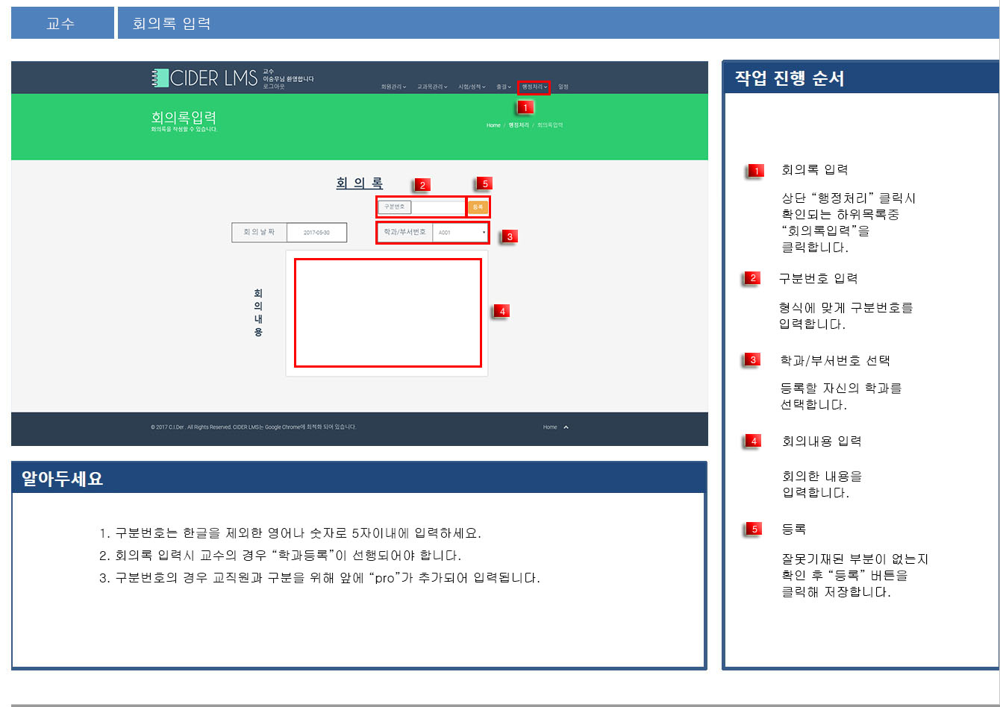 교수
회의록 입력
CIDER LMS
교수
이승무님 환영합니다
로그아웃
회원관리
교과목관리
시험/성적
출결
행정처리
일정
1
회의록입력
회의록을 작성할 수 있습니다.
Home / 행정처리 / 회의록입력
회 의 록
2
5
구분번호
등록
회 의 날 짜
2017-05-30
학과/부서번호
A001
3
회
의
내
용
4
© 2017 C.I.Der . All Rights Reserved. CIDER LMS는 Google Chrome에 최적화 되어 있습니다.
Home
알아두세요
1. 구분번호는 한글을 제외한 영어나 숫자로 5자이내에 입력하세요.
2. 회의록 입력시 교수의 경우 “학과등록”이 선행되어야 합니다.
3. 구분번호의 경우 교직원과 구분을 위해 앞에 “pro”가 추가되어 입력됩니다.
작업 진행 순서
1 회의록 입력
상단 “행정처리” 클릭시
확인되는 하위목록중
“회의록입력”을
클릭합니다.
2 구분번호 입력
형식에 맞게 구분번호를
입력합니다.
3 학과/부서번호 선택
등록할 자신의 학과를
선택합니다.
4 회의내용 입력
회의한 내용을
입력합니다.
5 등록
잘못기재된 부분이 없는지
확인 후 “등록” 버튼을
클릭해 저장합니다.